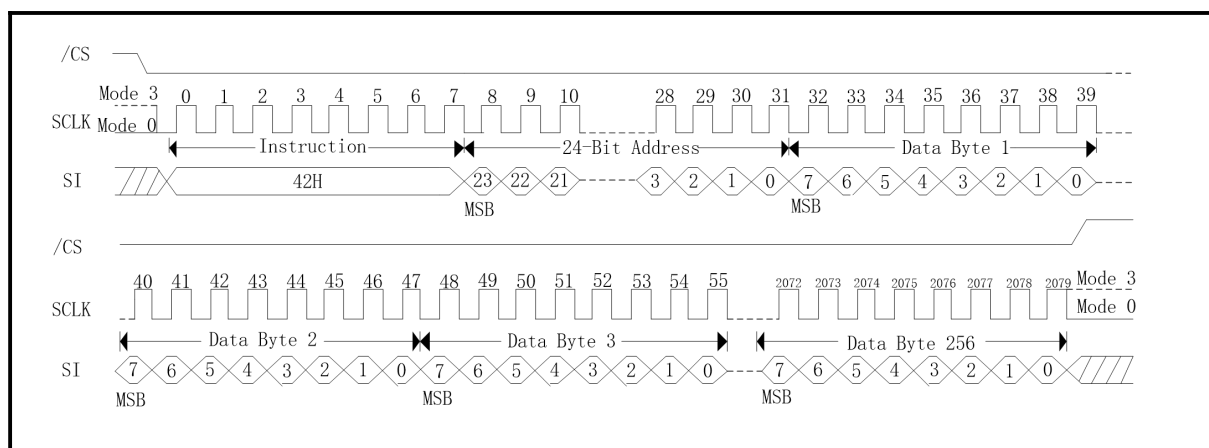 /CS
Mode 3 0 1 2 3 4 5 6 7 8 9 10 28 29 30 31 32 33 34 35 36 37 38 39
SCLK
Mode 0
Instruction 24-Bit Address Data Byte 1
SI 42H 23 22 21 3 2 1 0 7 6 5 4 3 2 1 0
MSB MSB
/CS
40 41 42 43 44 45 46 47 48 49 50 51 52 53 54 55 2072 2073 2074 2075 2076 2077 2078 2079 Mode 3
SCLK Mode 0
Data Byte 2 Data Byte 3 Data Byte 256
SI 7 6 5 4 3 2 1 0 7 6 5 4 3 2 1 0 7 6 5 4 3 2 1 0
MSB MSB MSB